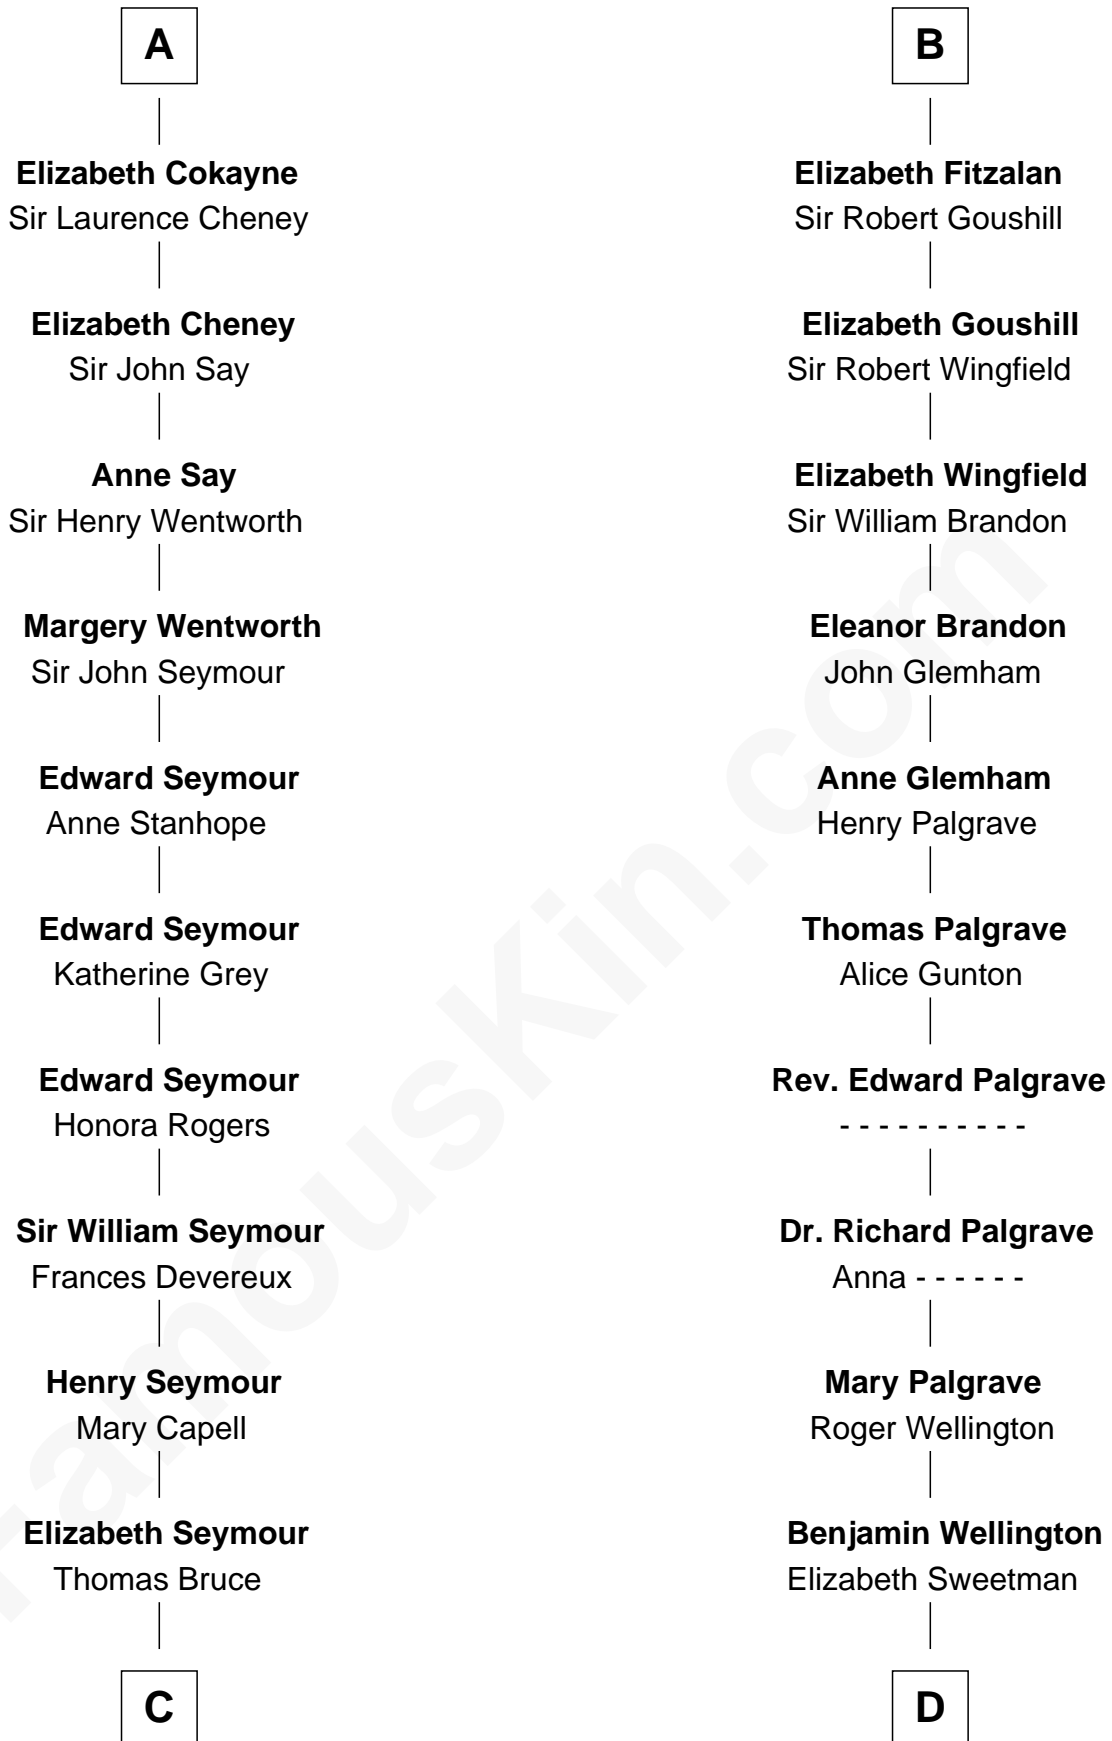 A
Elizabeth Cokayne
Sir Laurence Cheney
Elizabeth Cheney
Sir John Say
Anne Say
Sir Henry Wentworth
Margery Wentworth
Sir John Seymour
Edward Seymour
Anne Stanhope
Edward Seymour
Katherine Grey
Edward Seymour
Honora Rogers
Sir William Seymour
Frances Devereux
Henry Seymour
Mary Capell
Elizabeth Seymour
Thomas Bruce
C
B
Elizabeth Fitzalan
Sir Robert Goushill
Elizabeth Goushill
Sir Robert Wingfield
Elizabeth Wingfield
Sir William Brandon
Eleanor Brandon
John Glemham
Anne Glemham
Henry Palgrave
Thomas Palgrave
Alice Gunton
Rev. Edward Palgrave
- - - - - - - - - -
Dr. Richard Palgrave
Anna - - - - - -
Mary Palgrave
Roger Wellington
Benjamin Wellington
Elizabeth Sweetman
D
FamousKin.com